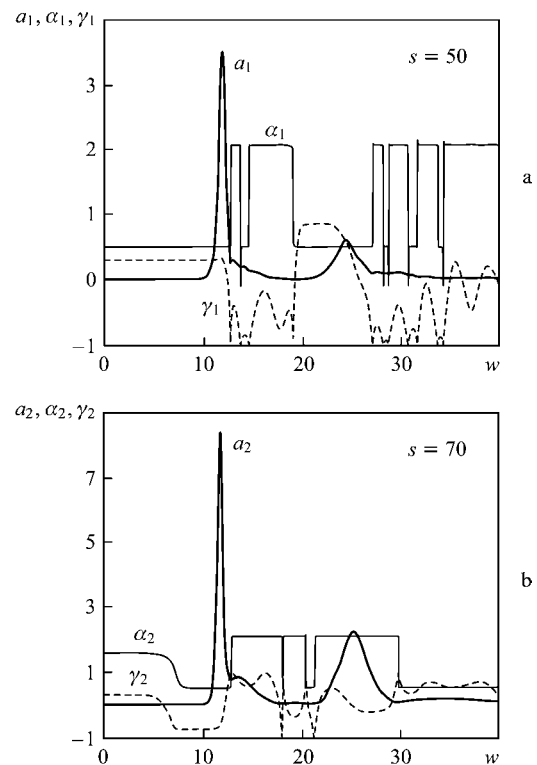 a₁, α₁, γ₁
s = 50
a₁
3
α₁
2
a
1
0
γ₁
−1
0 10 20 30 w
a₂, α₂, γ₂
a₂
s = 70
7
5
b
3
α₂
1
γ₂
−1
0 10 20 30 w